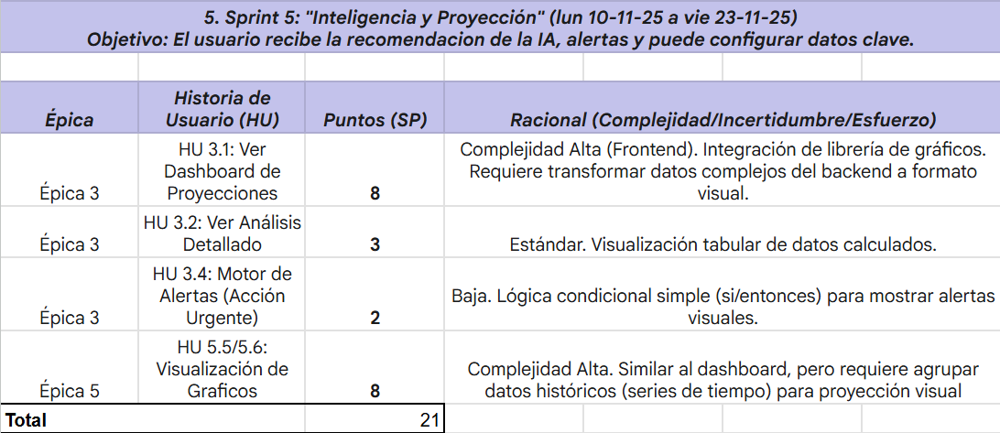 5. Sprint 5: "Inteligencia y Proyección" (lun 10-11-25 a vie 23-11-25)
Objetivo: El usuario recibe la recomendacion de la IA, alertas y puede configurar datos clave.
Épica
Historia de
Usuario (HU)
Puntos (SP)
Racional (Complejidad/Incertidumbre/Esfuerzo)
Épica 3
HU 3.1: Ver
Dashboard de
Proyecciones
8
Complejidad Alta (Frontend). Integración de librería de gráficos.
Requiere transformar datos complejos del backend a formato
visual.
Épica 3
HU 3.2: Ver Análisis
Detallado
3
Estándar. Visualización tabular de datos calculados.
Épica 3
HU 3.4: Motor de
Alertas (Acción
Urgente)
2
Baja. Lógica condicional simple (si/entonces) para mostrar alertas
visuales.
Épica 5
HU 5.5/5.6:
Visualización de
Graficos
8
Complejidad Alta. Similar al dashboard, pero requiere agrupar
datos históricos (series de tiempo) para proyección visual
Total
21